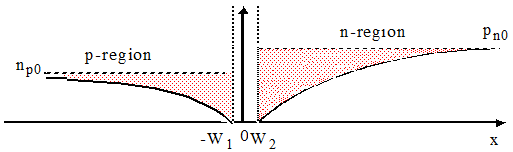 n-region
p-region
p n0
n p0
-W 1 0 W 2 x